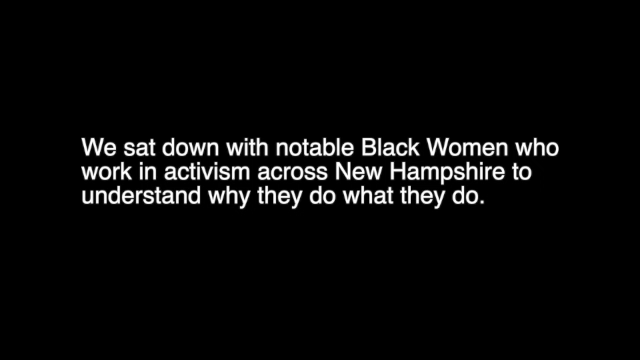 We sat down with notable Black Women who
work in activism across New Hampshire to
understand why they do what they do.